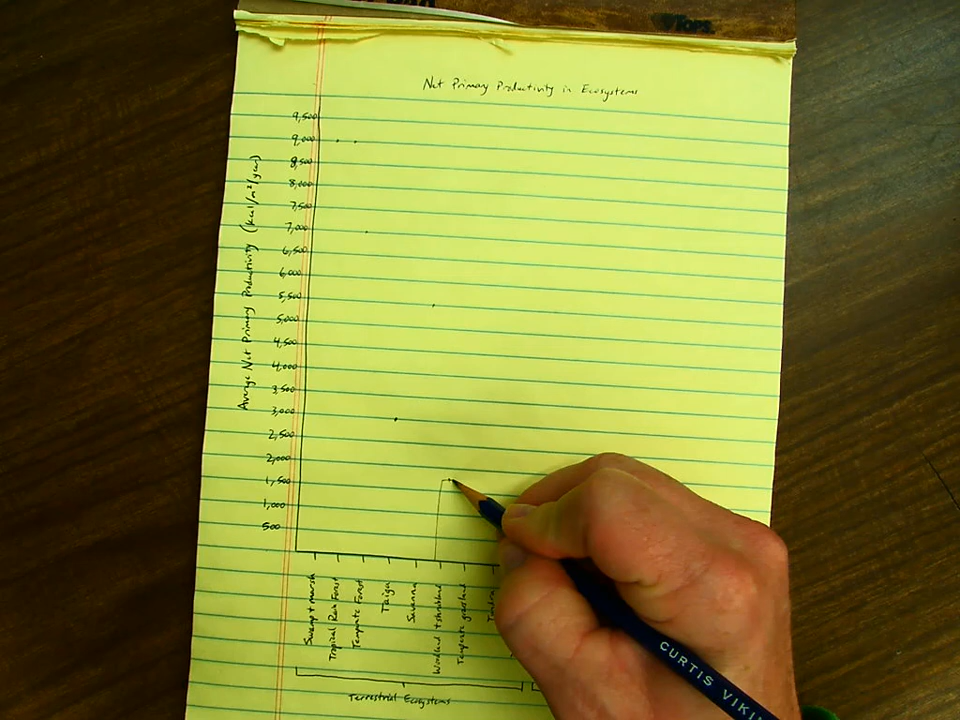 TOPS
Net Primary Productivity in Ecosystems
Average Net Primary Productivity (kcal/m²/year)
9,500
9,000
8,500
8,000
7,500
7,000
6,500
6,000
5,500
5,000
4,500
4,000
3,500
3,000
2,500
2,000
1,500
1,000
500
Swamp + marsh
Tropical Rain Forest
Temperate Forest
Taiga
Savanna
Woodland + shrubland
Temperate grassland
Tundra
Terrestrial Ecosystems
CURTIS VIKIN